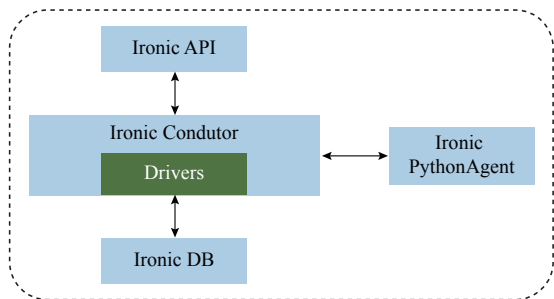 Ironic API
Ironic Condutor
Drivers
Ironic
PythonAgent
Ironic DB